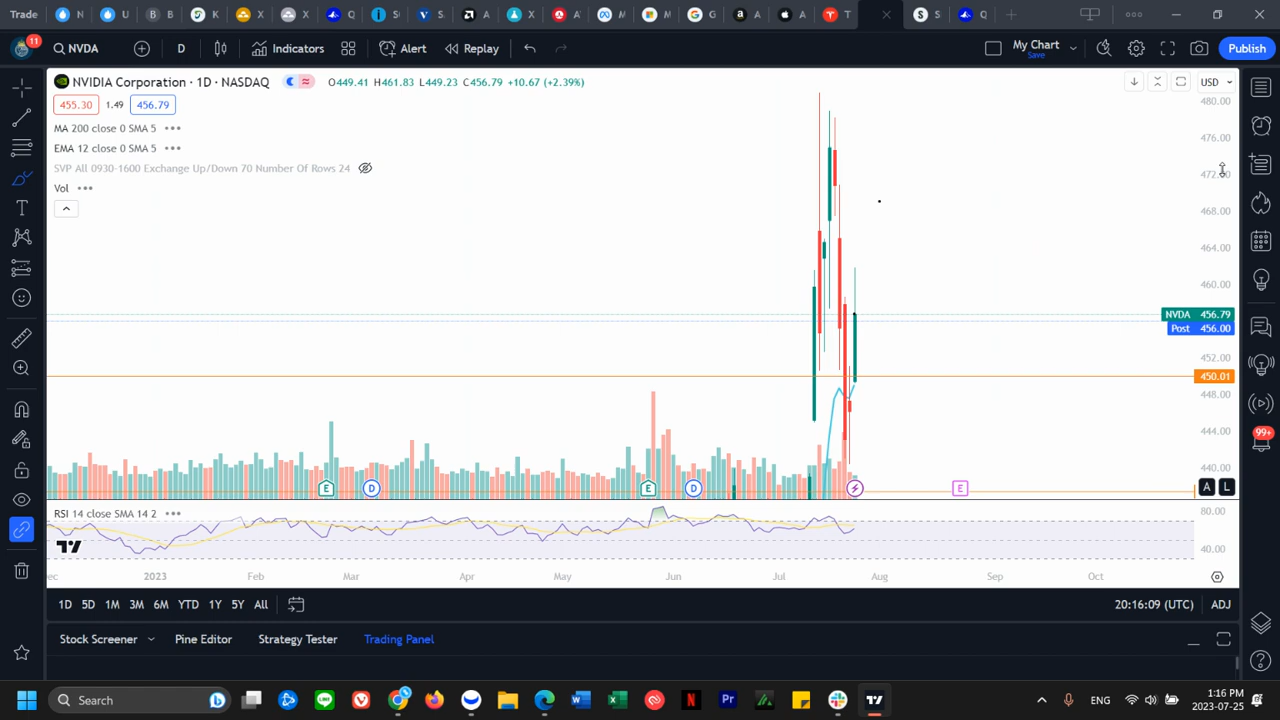 Trade
N
N
B
B
K
X
X
Q
S
S
A
A
A
M
M
G
A
A
T
S
Q
11
NVDA
D
Indicators
Alert
Replay
My Chart
Save
Publish
NVIDIA Corporation · 1D · NASDAQ
O449.41 H461.83 L449.23 C456.79 +10.67 (+2.39%)
USD
455.30 1.49 456.79
MA 200 close 0 SMA 5
EMA 12 close 0 SMA 5
SVP All 0930-1600 Exchange Up/Down 70 Number Of Rows 24
Vol
480.00
476.00
472.00
468.00
464.00
460.00
NVDA 456.79
Post 456.00
452.00
450.01
448.00
444.00
440.00
A L
E D E D E
RSI 14 close SMA 14 2
80.00
40.00
ec 2023 Feb Mar Apr May Jun Jul Aug Sep Oct
1D 5D 1M 3M 6M YTD 1Y 5Y All
20:16:09 (UTC) ADJ
Stock Screener
Pine Editor
Strategy Tester
Trading Panel
99+
Search
ENG
1:16 PM
2023-07-25